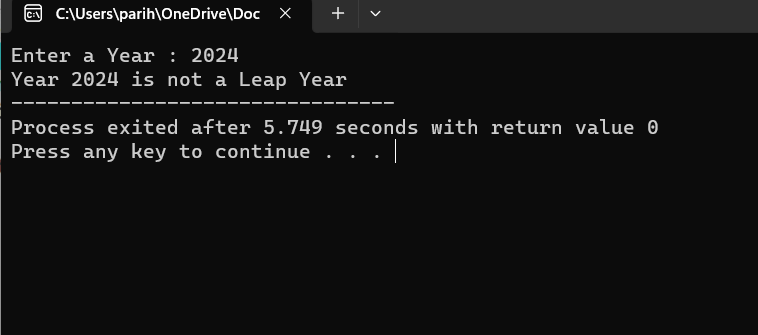 C:\Users\parih\OneDrive\Doc
Enter a Year : 2024
Year 2024 is not a Leap Year
--------------------------------
Process exited after 5.749 seconds with return value 0
Press any key to continue . . .